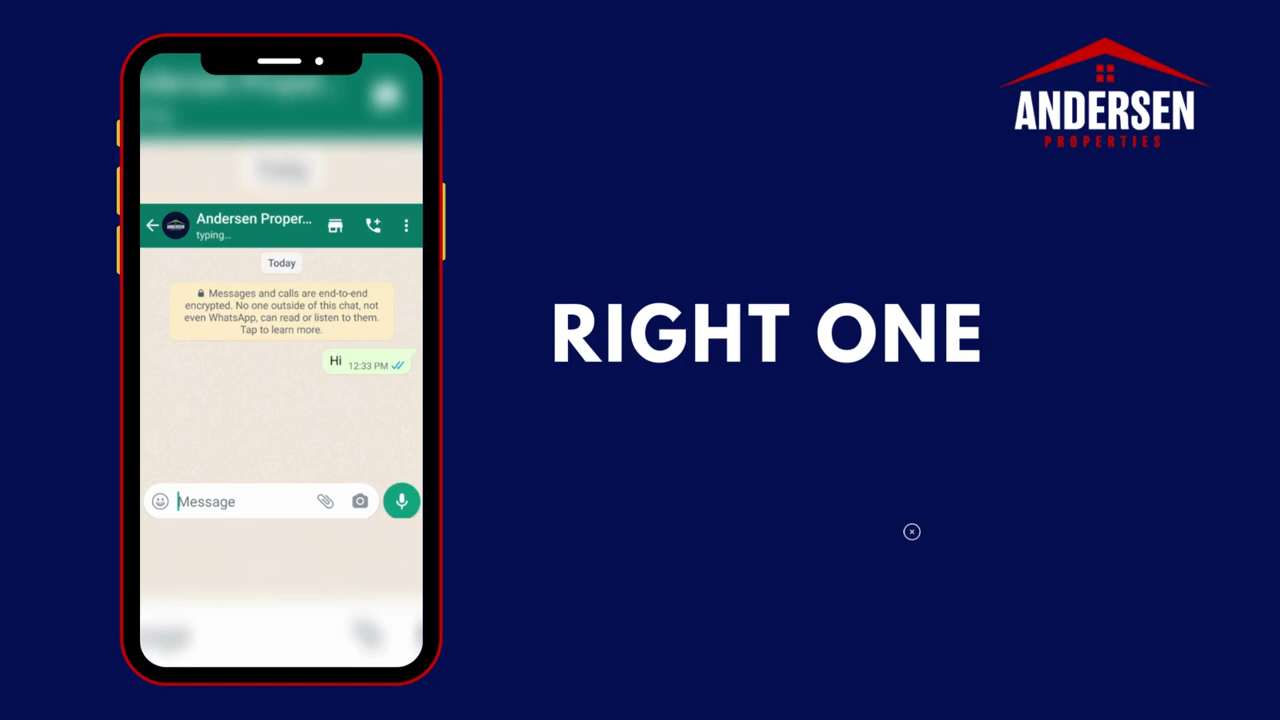 Andersen Proper...
typing...
Today
Messages and calls are end-to-end
encrypted. No one outside of this chat, not
even WhatsApp, can read or listen to them.
Tap to learn more.
Hi 12:33 PM
Message
RIGHT ONE
ANDERSEN
PROPERTIES